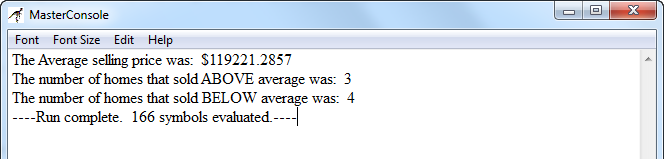 MasterConsole
Font Font Size Edit Help
The Average selling price was:  $119221.2857
The number of homes that sold ABOVE average was:  3
The number of homes that sold BELOW average was:  4
----Run complete.  166 symbols evaluated.----